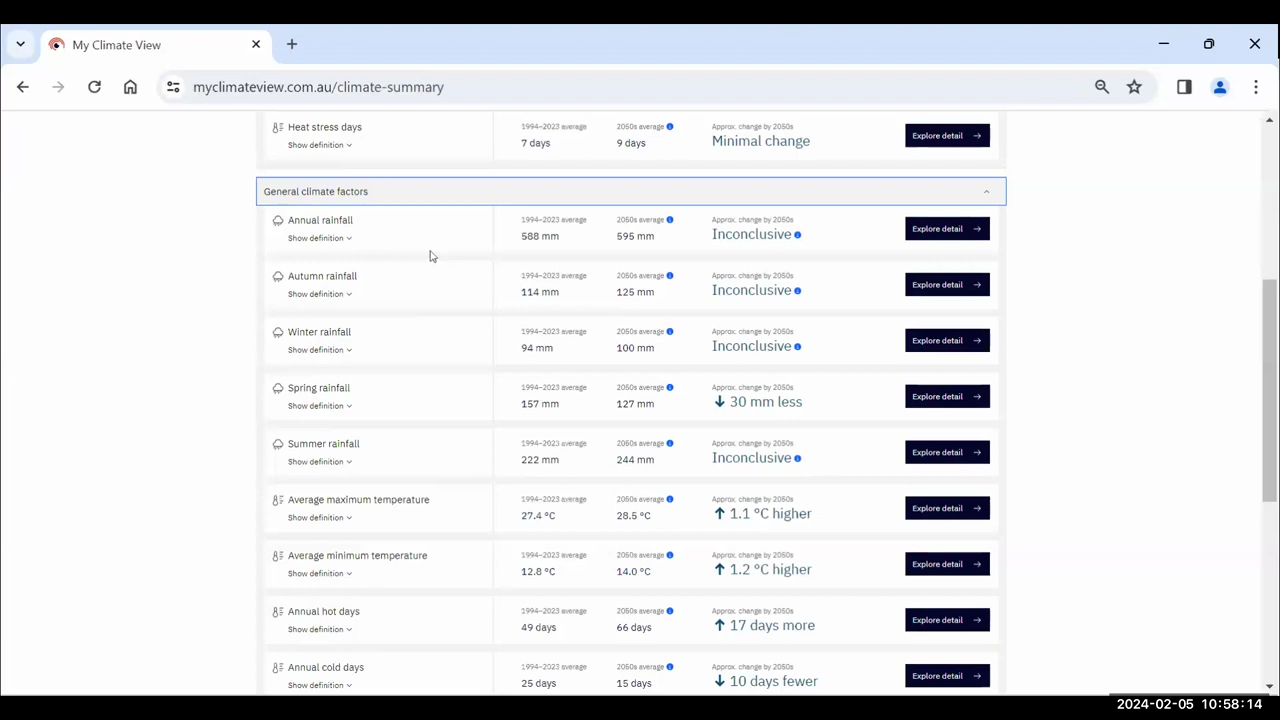 My Climate View
myclimateview.com.au/climate-summary
Heat stress days
Show definition
1994–2023 average
7 days
2050s average
9 days
Approx. change by 2050s
Minimal change
Explore detail
General climate factors
Annual rainfall
Show definition
1994–2023 average
588 mm
2050s average
595 mm
Approx. change by 2050s
Inconclusive
Explore detail
Autumn rainfall
Show definition
1994–2023 average
114 mm
2050s average
125 mm
Approx. change by 2050s
Inconclusive
Explore detail
Winter rainfall
Show definition
1994–2023 average
94 mm
2050s average
100 mm
Approx. change by 2050s
Inconclusive
Explore detail
Spring rainfall
Show definition
1994–2023 average
157 mm
2050s average
127 mm
Approx. change by 2050s
30 mm less
Explore detail
Summer rainfall
Show definition
1994–2023 average
222 mm
2050s average
244 mm
Approx. change by 2050s
Inconclusive
Explore detail
Average maximum temperature
Show definition
1994–2023 average
27.4 °C
2050s average
28.5 °C
Approx. change by 2050s
1.1 °C higher
Explore detail
Average minimum temperature
Show definition
1994–2023 average
12.8 °C
2050s average
14.0 °C
Approx. change by 2050s
1.2 °C higher
Explore detail
Annual hot days
Show definition
1994–2023 average
49 days
2050s average
66 days
Approx. change by 2050s
17 days more
Explore detail
Annual cold days
Show definition
1994–2023 average
25 days
2050s average
15 days
Approx. change by 2050s
10 days fewer
Explore detail
2024-02-05 10:58:14